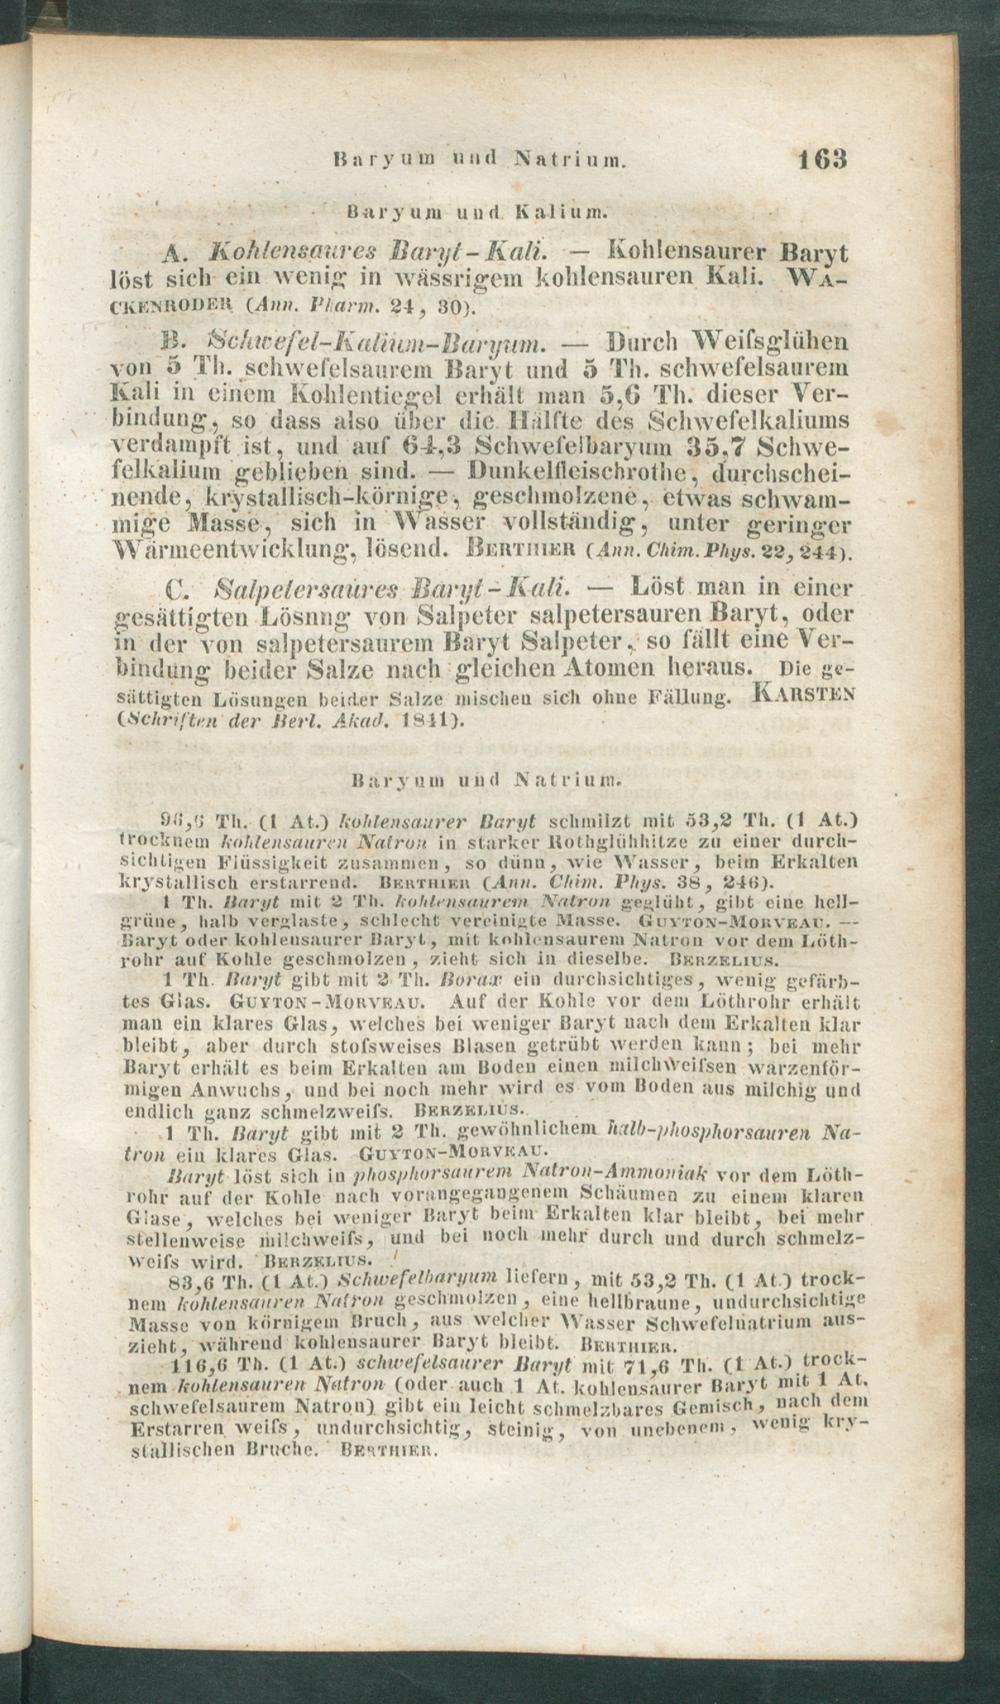 Baryum und Natrium. 163
Baryum und Kalium.
A. Kohlensaures Baryt-Kali. — Kohlensaurer Baryt
löst sich ein wenig in wässrigem kohlensauren Kali. WA-
CKENRODER (Ann. Pharm. 24, 30).
B. Schwefel-Kalium-Baryum. — Durch Weifsglühen
von 5 Th. schwefelsaurem Baryt und 5 Th. schwefelsaurem
Kali in einem Kohlentiegel erhält man 5,6 Th. dieser Ver-
bindung, so dass also über die Hälfte des Schwefelkaliums
verdampft ist, und auf 64,3 Schwefelbaryum 35,7 Schwe-
felkalium geblieben sind. — Dunkelfleischrothe, durchschei-
nende, krystallisch-körnige, geschmolzene, etwas schwam-
mige Masse, sich in Wasser vollständig, unter geringer
Wärmeentwicklung, lösend. BERTHIER (Ann. Chim. Phys. 22, 244).
C. Salpetersaures Baryt-Kali. — Löst man in einer
gesättigten Lösnng von Salpeter salpetersauren Baryt, oder
in der von salpetersaurem Baryt Salpeter, so fällt eine Ver-
bindung beider Salze nach gleichen Atomen heraus. Die ge-
sättigten Lösungen beider Salze mischen sich ohne Fällung. KARSTEN
(Schriften der Berl. Akad. 1841).
Baryum und Natrium.
96,6 Th. (1 At.) kohlensaurer Baryt schmilzt mit 53,2 Th. (1 At.)
trocknem kohlensauren Natron in starker Rothglühhitze zu einer durch-
sichtigen Flüssigkeit zusammen, so dünn, wie Wasser, beim Erkalten
krystallisch erstarrend. BERTHIER (Ann. Chim. Phys. 38, 246).
1 Th. Baryt mit 2 Th. kohlensaurem Natron geglüht, gibt eine hell-
grüne, halb verglaste, schlecht vereinigte Masse. GUYTON-MORVEAU. —
Baryt oder kohlensaurer Baryt, mit kohlensaurem Natron vor dem Löth-
rohr auf Kohle geschmolzen, zieht sich in dieselbe. BERZELIUS.
1 Th. Baryt gibt mit 2 Th. Borax ein durchsichtiges, wenig gefärb-
tes Glas. GUYTON-MORVEAU. Auf der Kohle vor dem Löthrohr erhält
man ein klares Glas, welches bei weniger Baryt nach dem Erkalten klar
bleibt, aber durch stofsweises Blasen getrübt werden kann; bei mehr
Baryt erhält es beim Erkalten am Boden einen milchweifsen warzenför-
migen Anwuchs, und bei noch mehr wird es vom Boden aus milchig und
endlich ganz schmelzweifs. BERZELIUS.
1 Th. Baryt gibt mit 2 Th. gewöhnlichem halb-phosphorsauren Na-
tron ein klares Glas. GUYTON-MORVEAU.
Baryt löst sich in phosphorsaurem Natron-Ammoniak vor dem Löth-
rohr auf der Kohle nach vorangegangenem Schäumen zu einem klaren
Glase, welches bei weniger Baryt beim Erkalten klar bleibt, bei mehr
stellenweise milchweifs, und bei noch mehr durch und durch schmelz-
weifs wird. BERZELIUS.
83,6 Th. (1 At.) Schwefelbaryum liefern, mit 53,2 Th. (1 At.) trock-
nem kohlensauren Natron geschmolzen, eine hellbraune, undurchsichtige
Masse von körnigem Bruch, aus welcher Wasser Schwefelnatrium aus-
zieht, während kohlensaurer Baryt bleibt. BERTHIER.
116,6 Th. (1 At.) schwefelsaurer Baryt mit 71,6 Th. (1 At.) trock-
nem kohlensauren Natron (oder auch 1 At. kohlensaurer Baryt mit 1 At.
schwefelsaurem Natron) gibt ein leicht schmelzbares Gemisch, nach dem
Erstarren weifs, undurchsichtig, steinig, von unebenem, wenig kry-
stallischen Bruche. BERTHIER.